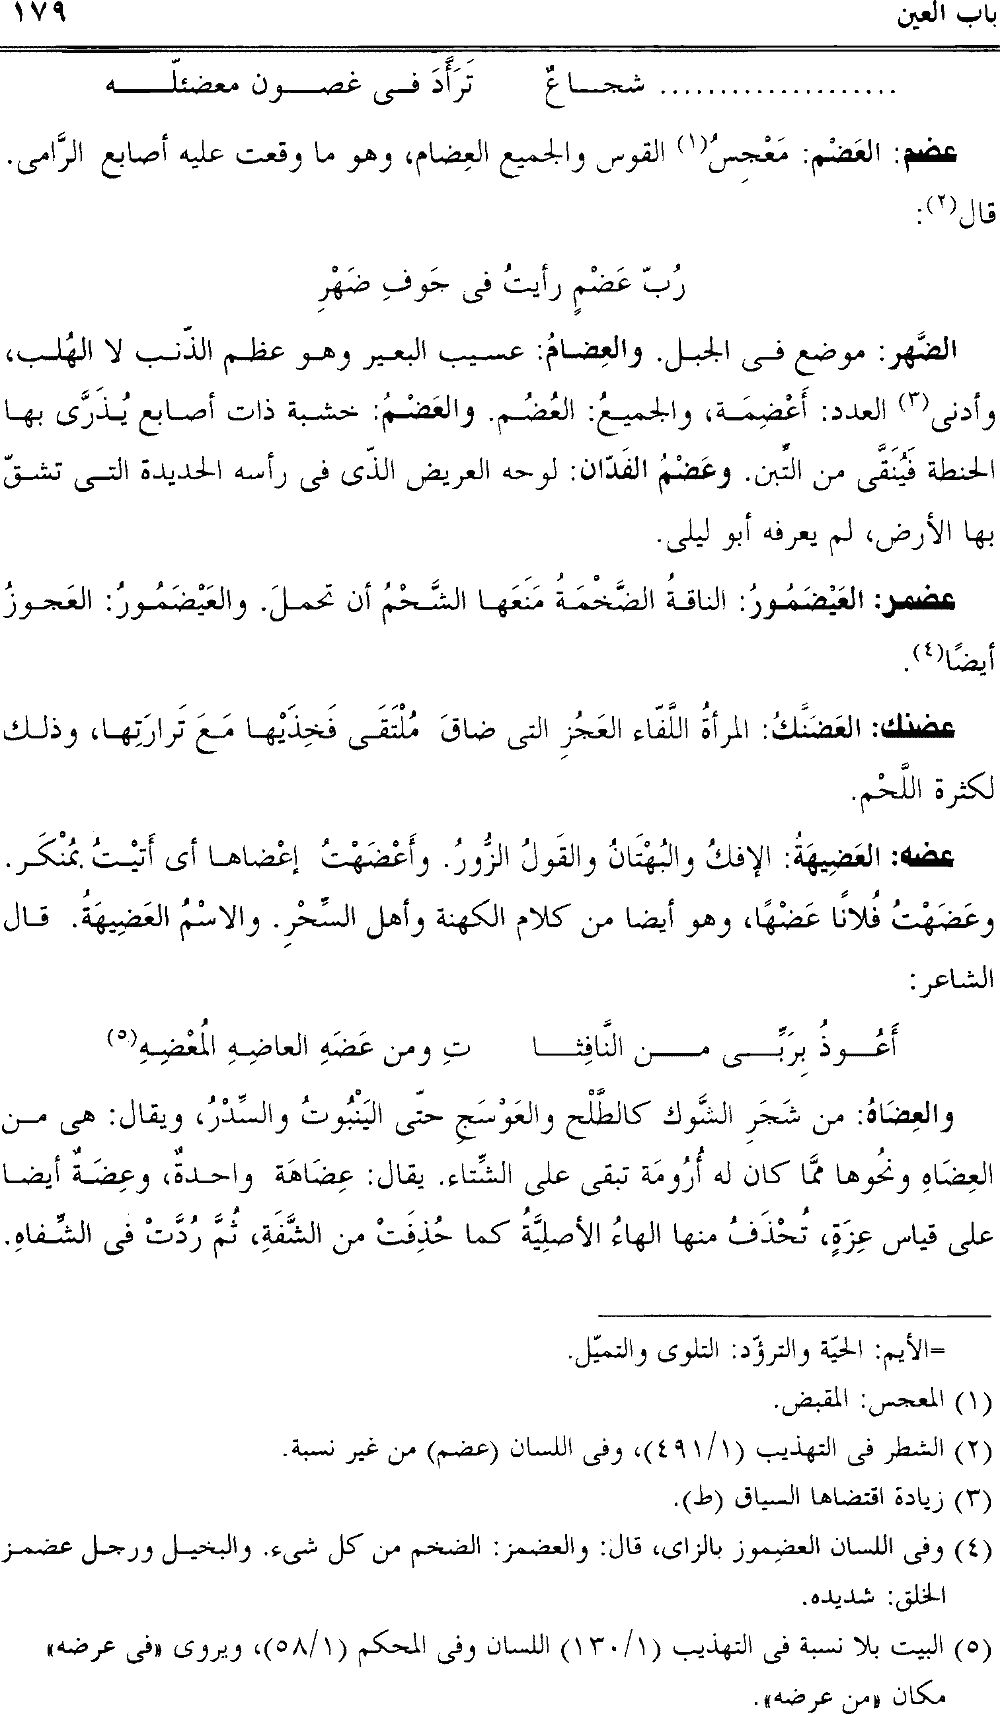 باب العين ١٧٩
.................... شجاعٌ تَرَأَّدَ فى غصون معضئلّه
عضم: العَضْم: مَعْجِسُ(١) القوس والجميع العِضام، وهو ما وقعت عليه أصابع الرَّامى.
قال(٢):
رُبّ عَضْمٍ رأيتُ فى جَوفِ ضَهْرِ
الضَّهر: موضع فى الجبل. والعِضامُ: عسيب البعير وهو عظم الذّنب لا الهُلب،
وأدنى(٣) العدد: أَعْضِمَة، والجميعُ: العُضُم. والعَضْمُ: خشبة ذات أصابع يُذَرَّى بها
الحنطة فَيُنَقَّى من التِّبن. وعَضْمُ الفَدّان: لوحه العريض الذّى فى رأسه الحديدة التى تشقّ
بها الأرض، لم يعرفه أبو ليلى.
عضمر: العَيْضَمُورُ: الناقةُ الضَّخْمَةُ مَنَعَها الشَّحْمُ أن تحملَ. والعَيْضَمُورُ: العَجوزُ
أيضًا(٤).
عضنك: العَضَنَّكُ: المرأةُ اللَّفّاء العَجُزِ التى ضاقَ مُلْتَقَى فَخِذَيْها مَعَ تَرارَتِها، وذلك
لكثرة اللَّحْم.
عضه: العَضِيهَةُ: الإفكُ والبُهْتَانُ والقَولُ الزُّورُ. وأَعْضَهْتُ إعْضاها أى أَتيْتُ بمُنْكَر.
وعَضَهْتُ فُلانًا عَضْهًا، وهو أيضا من كلام الكهنة وأهل السِّحْرِ. والاسْمُ العَضِيهَةُ. قال
الشاعر:
أَعُوذُ بِرَبِّى من النَّافِثا تِ ومن عَضَهِ العاضِهِ المُعْضِهِ(٥)
والعِضَاهُ: من شَجَرِ الشَّوك كالطَّلْح والعَوْسَجِ حتّى اليَنْبُوتُ والسِّدْرُ، ويقال: هى من
العِضَاهِ ونحُوها ممَّا كان له أُرُومَة تبقى على الشِّتاء. يقال: عِضَاهَة واحدةٌ، وعِضَةٌ أيضا
على قياس عِزَةٍ، تُحْذَفُ منها الهاءُ الأصلِيَّةُ كما حُذِفَتْ من الشَّفَةِ، ثُمَّ رُدَّتْ فى الشِّفاهِ.
=الأيم: الحيّة والترؤّد: التلوى والتميّل.
(١) المعجس: المقبض.
(٢) الشطر فى التهذيب (٤٩١/١)، وفى اللسان (عضم) من غير نسبة.
(٣) زيادة اقتضاها السياق (ط).
(٤) وفى اللسان العضِموز بالزاى، قال: والعضمز: الضخم من كل شىء. والبخيل ورجل عضمز
الخلق: شديده.
(٥) البيت بلا نسبة فى التهذيب (١٣٠/١) اللسان وفى المحكم (٥٨/١)، ويروى «فى عرضه»
مكان «من عرضه».